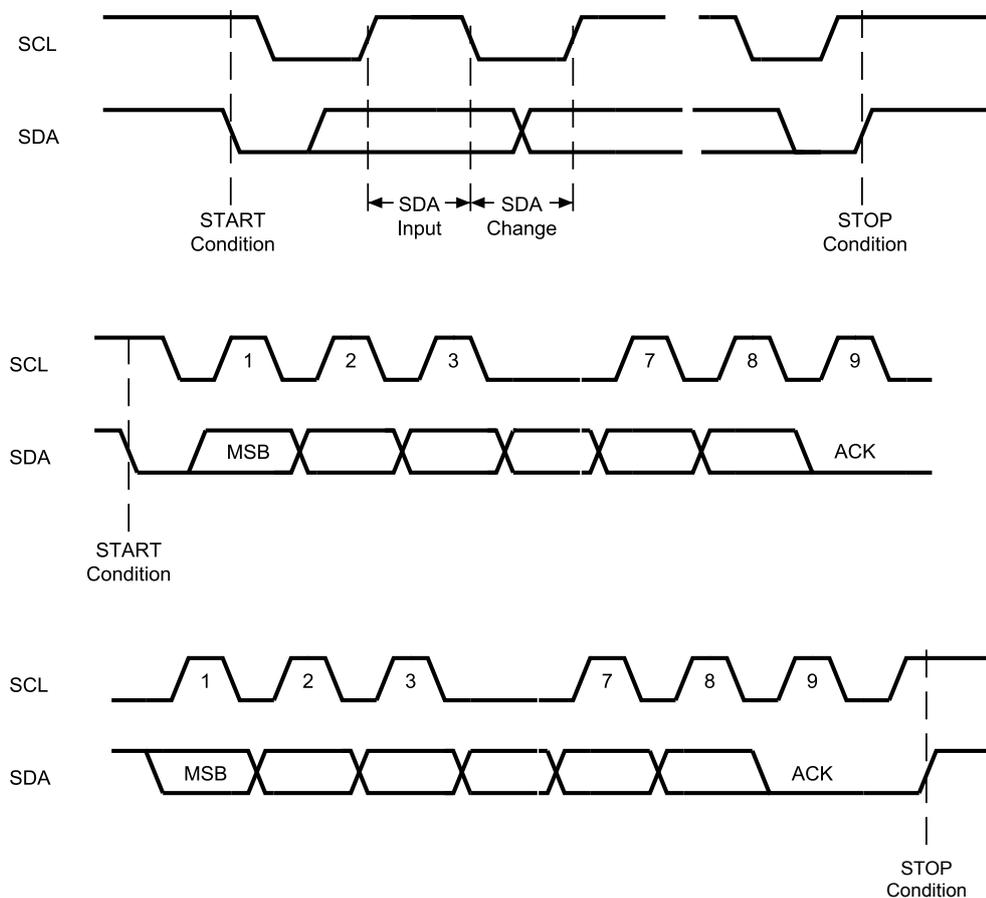 SCL
SDA
START
Condition
SDA
Input
SDA
Change
STOP
Condition
SCL
1 2 3 7 8 9
SDA
MSB
ACK
START
Condition
SCL
1 2 3 7 8 9
SDA
MSB
ACK
STOP
Condition